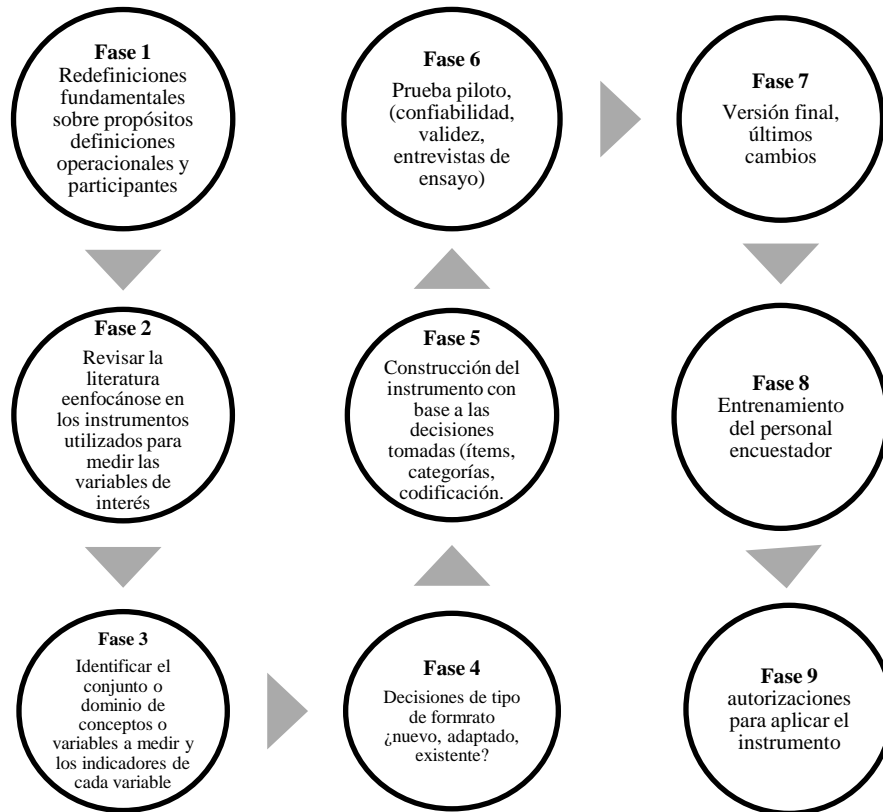 Fase 1
Redefiniciones
fundamentales
sobre propósitos
definiciones
operacionales y
participantes
Fase 2
Revisar la
literatura
eenfocánose en
los instrumentos
utilizados para
medir las
variables de
interés
Fase 3
Identificar el
conjunto o
dominio de
conceptos o
variables a medir y
los indicadores de
cada variable
Fase 4
Decisiones de tipo
de formrato
¿nuevo, adaptado,
existente?
Fase 5
Construcción del
instrumento con
base a las
decisiones
tomadas (ítems,
categorías,
codificación.
Fase 6
Prueba piloto,
(confiabilidad,
validez,
entrevistas de
ensayo)
Fase 7
Versión final,
últimos
cambios
Fase 8
Entrenamiento
del personal
encuestador
Fase 9
autorizaciones
para aplicar el
instrumento